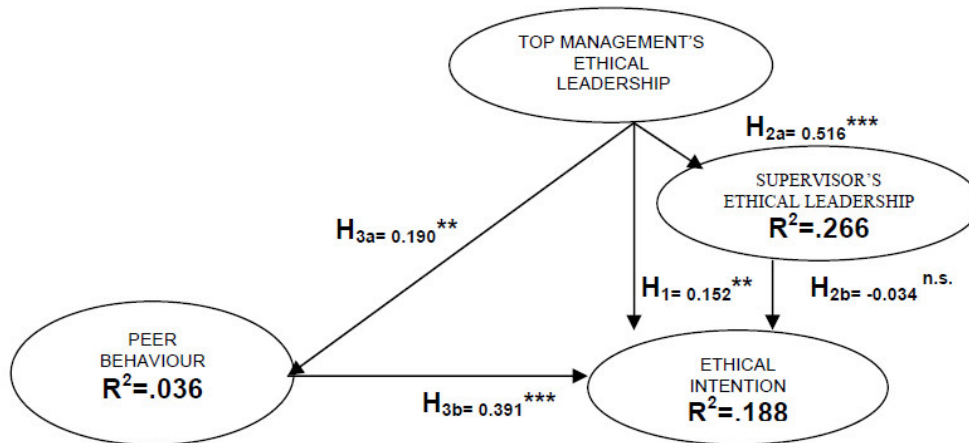 TOP MANAGEMENT'S
ETHICAL
LEADERSHIP
H2a= 0.516***
SUPERVISOR'S
ETHICAL LEADERSHIP
R²=.266
H3a= 0.190**
H1= 0.152**
H2b= -0.034 n.s.
PEER
BEHAVIOUR
R²=.036
ETHICAL
INTENTION
R²=.188
H3b= 0.391***